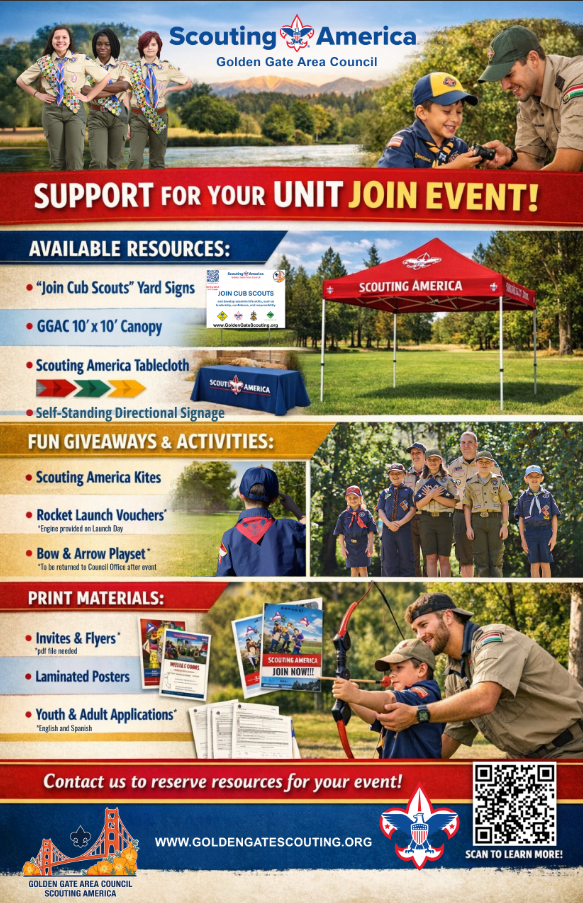 Scouting America
Golden Gate Area Council
SUPPORT FOR YOUR UNIT JOIN EVENT!
AVAILABLE RESOURCES:
• "Join Cub Scouts" Yard Signs
Scouting America
JOIN CUB SCOUTS
www.GoldenGateScouting.org
• GGAC 10' x 10' Canopy
SCOUTING AMERICA
• Scouting America Tablecloth
SCOUTING AMERICA
• Self-Standing Directional Signage
FUN GIVEAWAYS & ACTIVITIES:
• Scouting America Kites
• Rocket Launch Vouchers*
*Engine provided on Launch Day
• Bow & Arrow Playset*
*To be returned to Council Office after event
PRINT MATERIALS:
• Invites & Flyers*
*pdf file needed
• Laminated Posters
• Youth & Adult Applications*
*English and Spanish
SCOUTING AMERICA
JOIN NOW!!!
Contact us to reserve resources for your event!
WWW.GOLDENGATESCOUTING.ORG
SCAN TO LEARN MORE!
GOLDEN GATE AREA COUNCIL
SCOUTING AMERICA